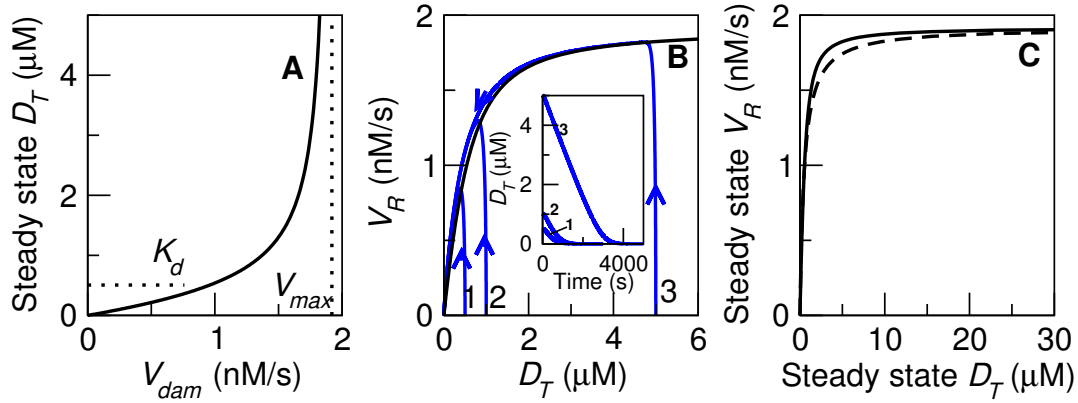 Steady state D_T (μM)
4
2
0
A
K_d
V_max
0
1
2
V_dam (nM/s)
V_R (nM/s)
2
1
0
B
D_T (μM)
4
2
0
3
2
1
0
4000
Time (s)
1
2
3
0
2
4
6
D_T (μM)
Steady state V_R (nM/s)
2
1
0
C
0
10
20
30
Steady state D_T (μM)